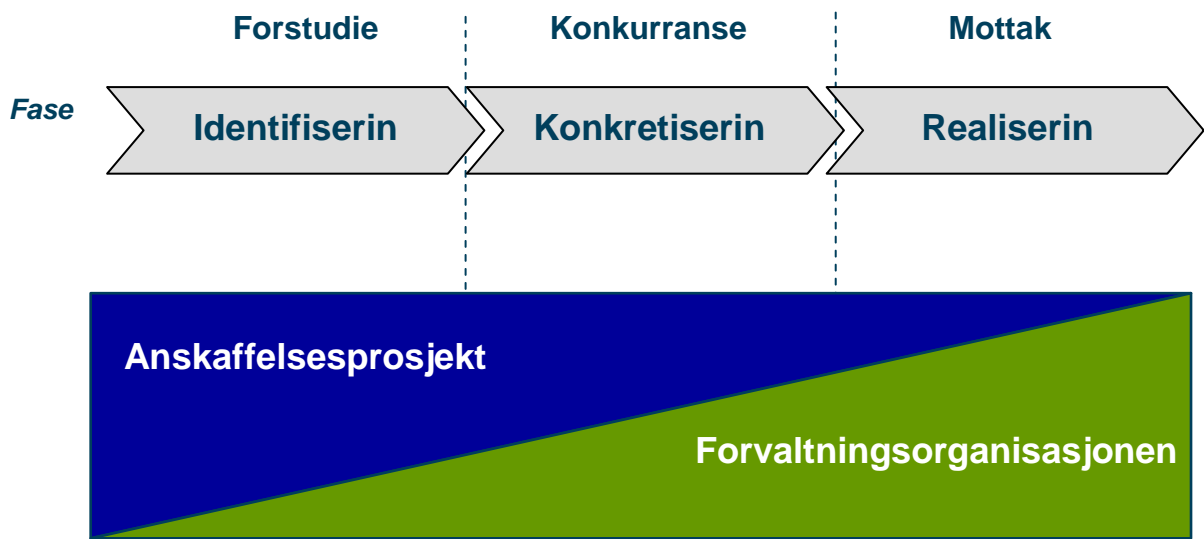 Forstudie Konkurranse Mottak
Fase Identifiserin Konkretiserin Realiserin
Anskaffelsesprosjekt
Forvaltningsorganisasjonen